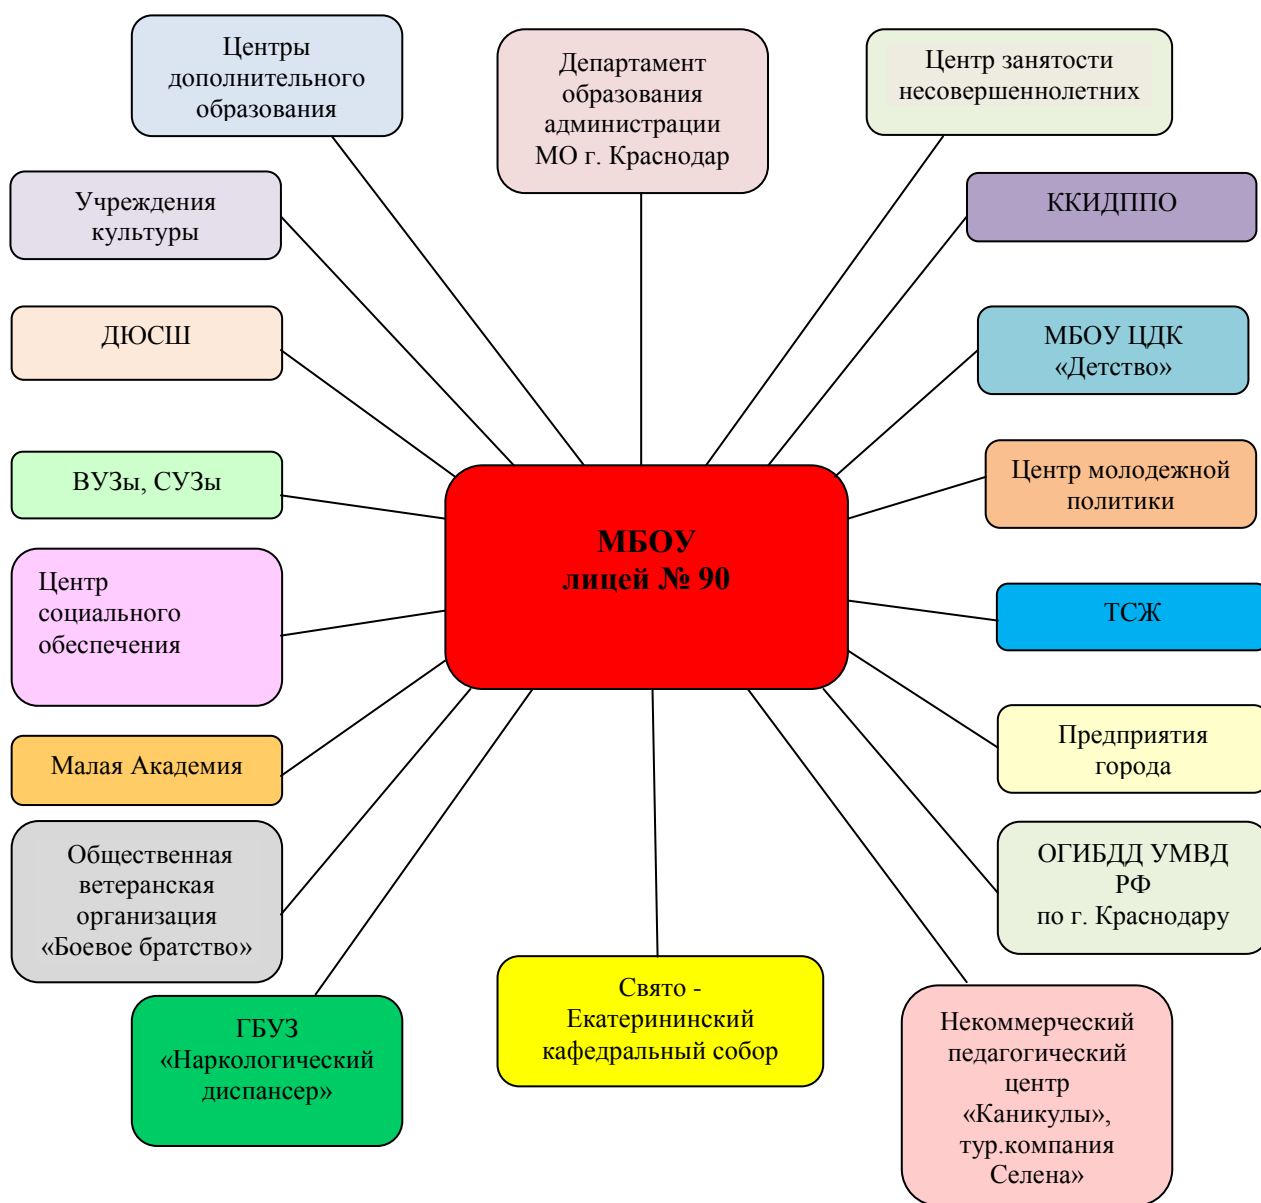 Центры
дополнительного
образования
Департамент
образования
администрации
МО г. Краснодар
Центр занятости
несовершеннолетних
Учреждения
культуры
ККИДППО
ДЮСШ
МБОУ ЦДК
«Детство»
ВУЗы, СУЗы
Центр молодежной
политики
МБОУ
лицей № 90
Центр
социального
обеспечения
ТСЖ
Малая Академия
Предприятия
города
Общественная
ветеранская
организация
«Боевое братство»
ОГИБДД УМВД
РФ
по г. Краснодару
ГБУЗ
«Наркологический
диспансер»
Свято -
Екатерининский
кафедральный собор
Некоммерческий
педагогический
центр
«Каникулы»,
тур.компания
Селена»